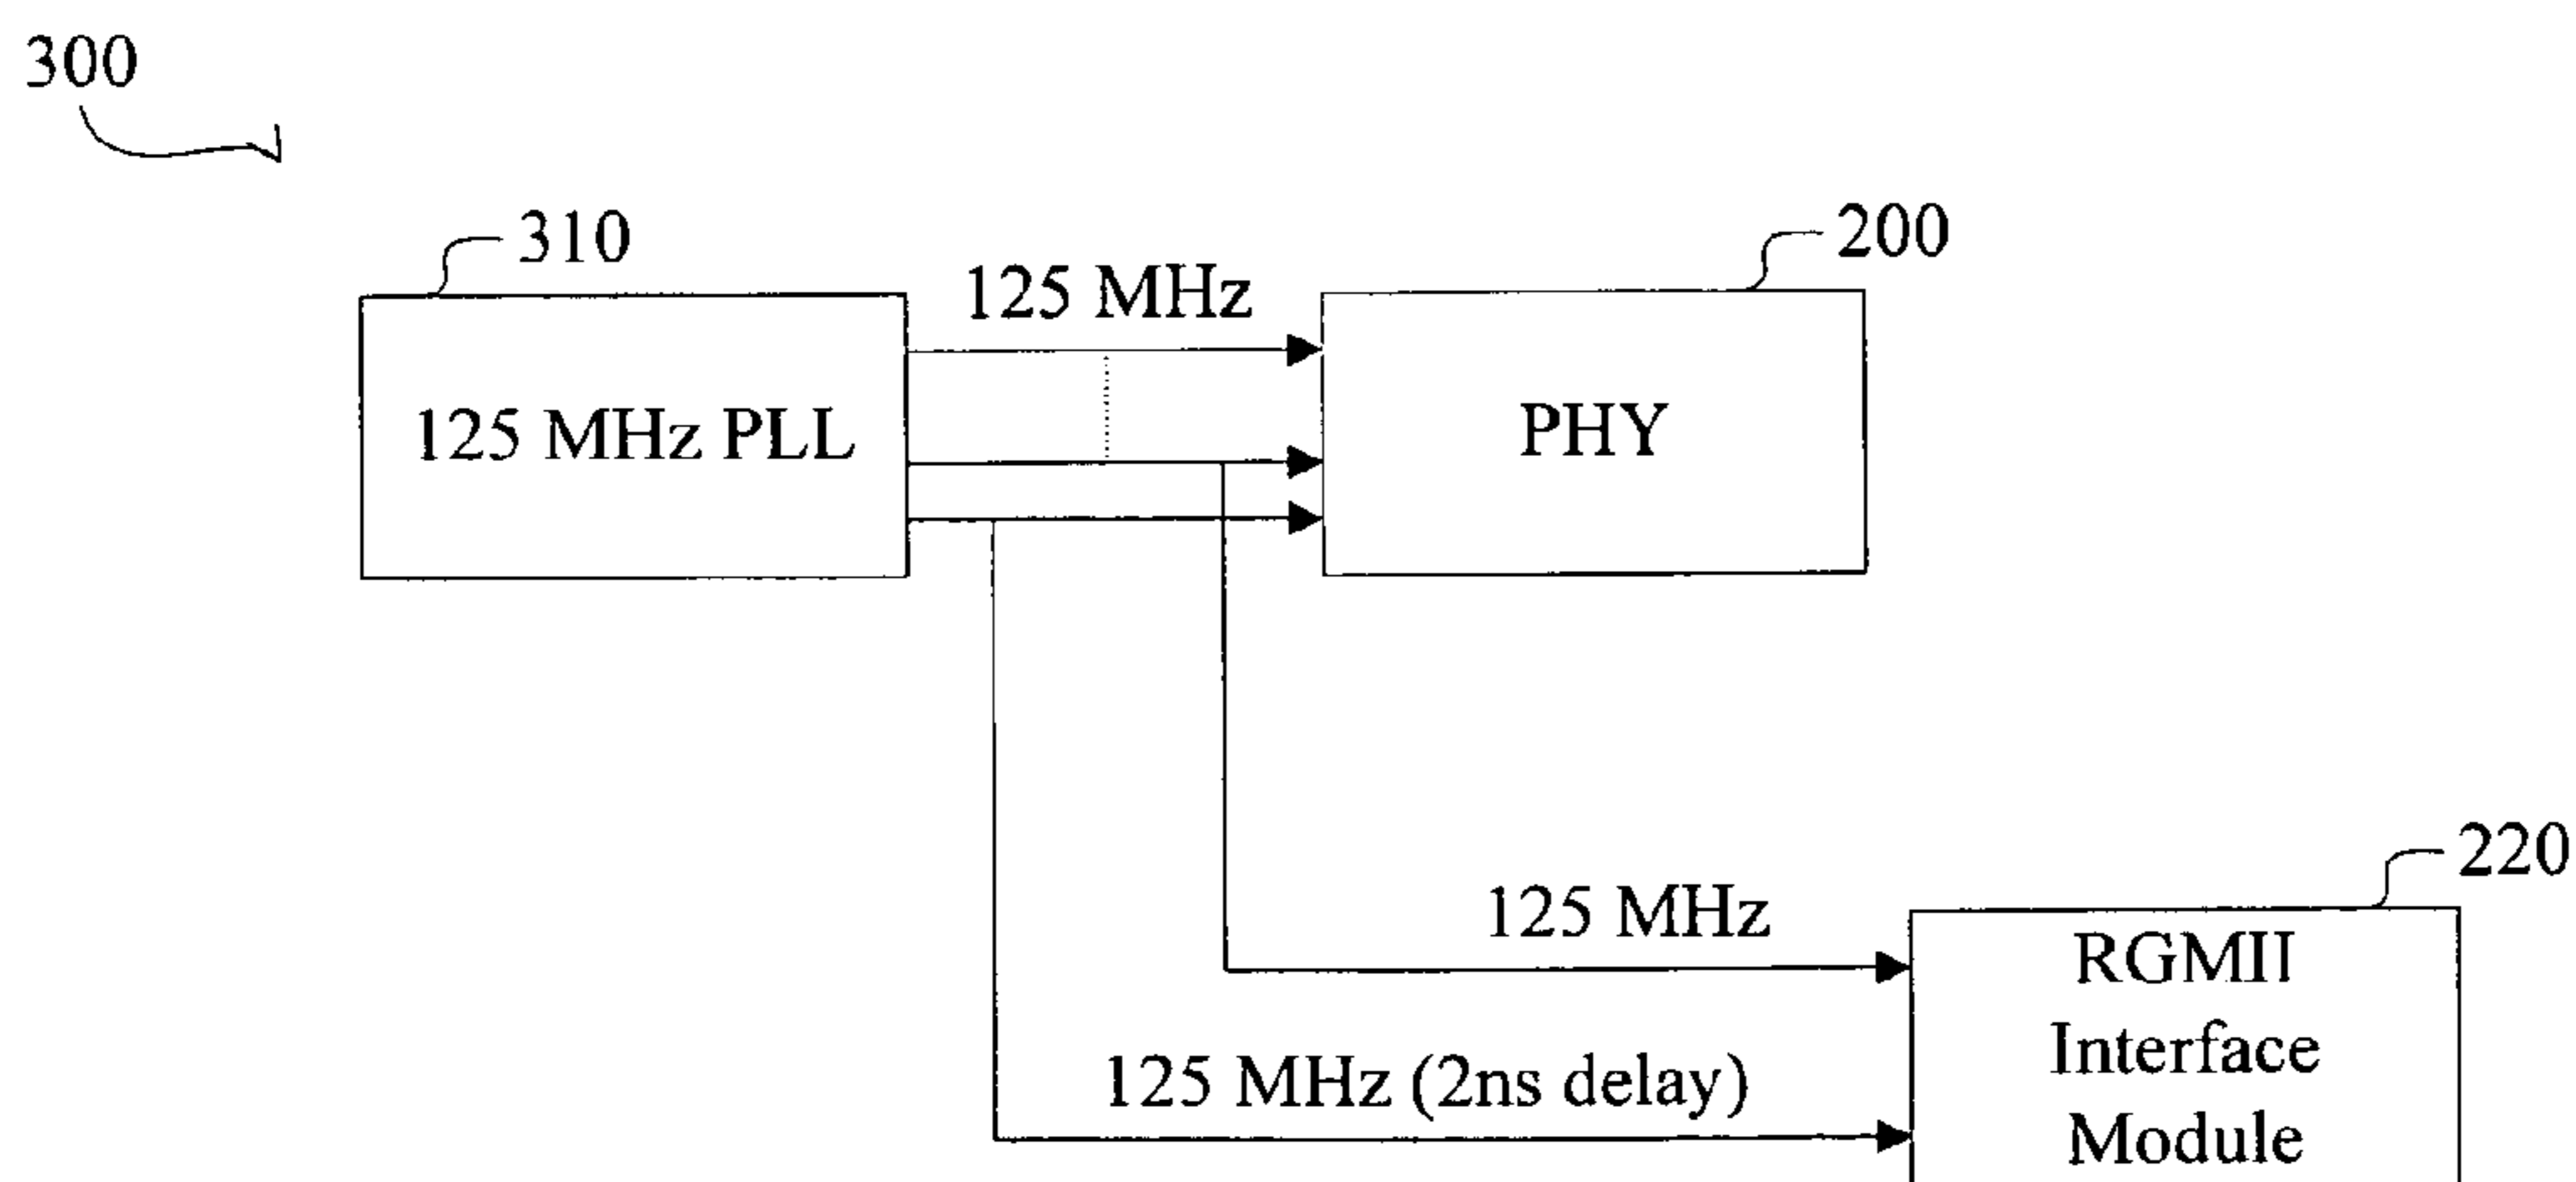 300
310
200
125 MHz
125 MHz PLL
PHY
220
125 MHz
RGMII
Interface
Module
125 MHz (2ns delay)